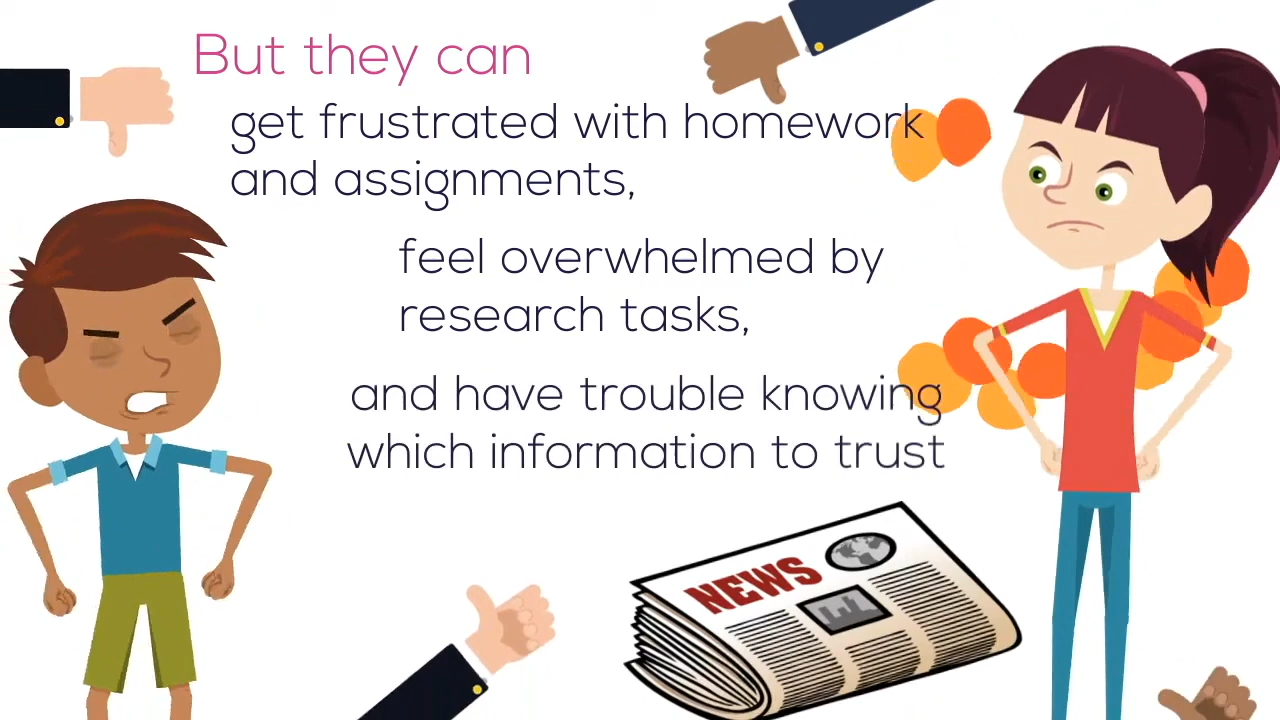 But they can
get frustrated with homework
and assignments,
feel overwhelmed by
research tasks,
and have trouble knowing
which information to trust
NEWS